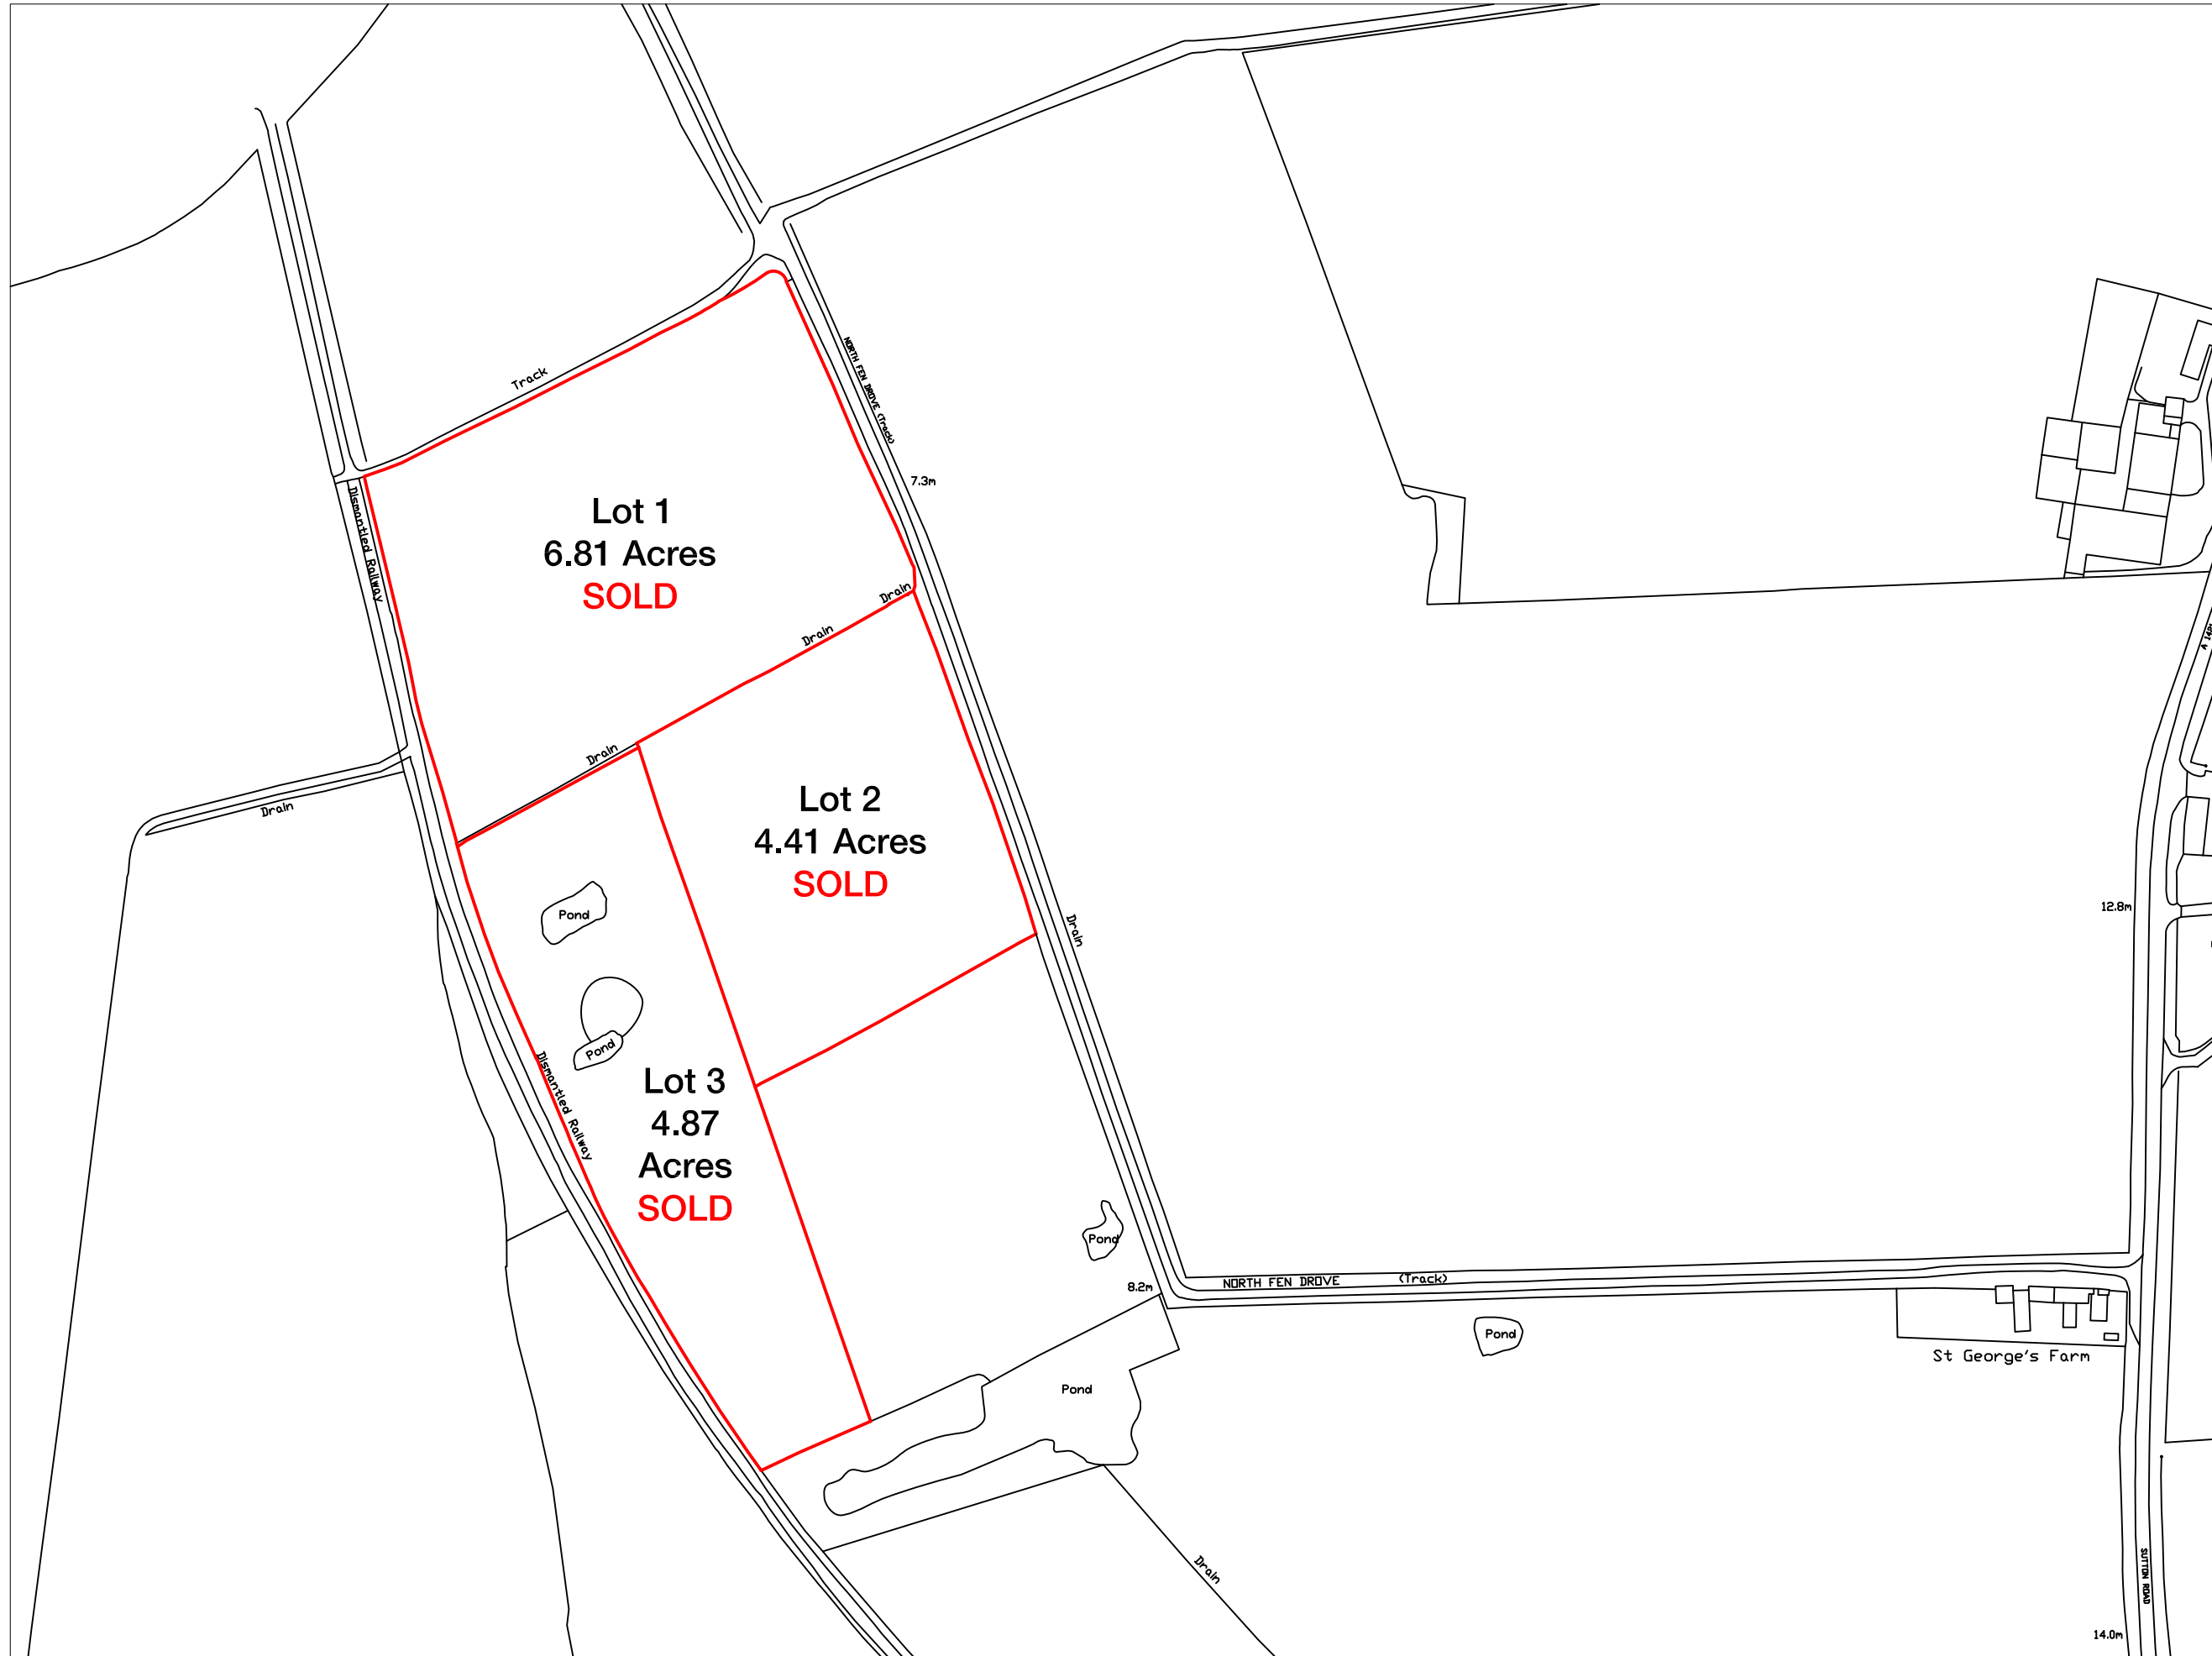 Track
NORTH FEN DROVE (Track)
7.3m
Dismantled Railway
Lot 1
6.81 Acres
SOLD
Drain
Drain
Drain
Drain
Lot 2
4.41 Acres
SOLD
Pond
Pond
Drain
12.8m
Dismantled Railway
Lot 3
4.87
Acres
SOLD
Pond
8.2m
NORTH FEN DROVE (Track)
Pond
St George's Farm
Pond
Drain
SUTTON ROAD
14.0m